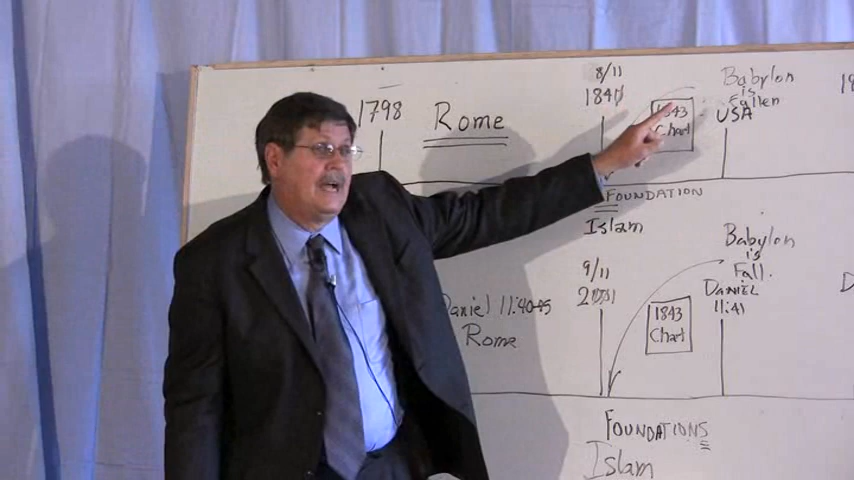 1798
Rome
8/11
1840
1843
Chart
Babylon
is
Fallen
USA
FOUNDATION
Islam
9/11
2001
Daniel 11:40-45
Rome
1843
Chart
Babylon
is
Fall.
DANIEL
11:41
FOUNDATIONS
Islam